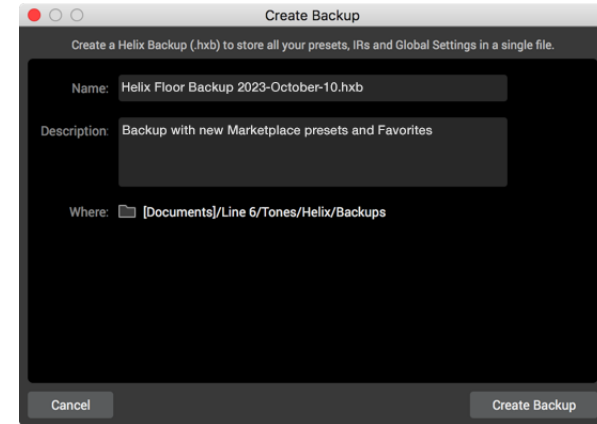 Create Backup
Create a Helix Backup (.hxb) to store all your presets, IRs and Global Settings in a single file.
Name: Helix Floor Backup 2023-October-10.hxb
Description: Backup with new Marketplace presets and Favorites
Where: [Documents]/Line 6/Tones/Helix/Backups
Cancel Create Backup